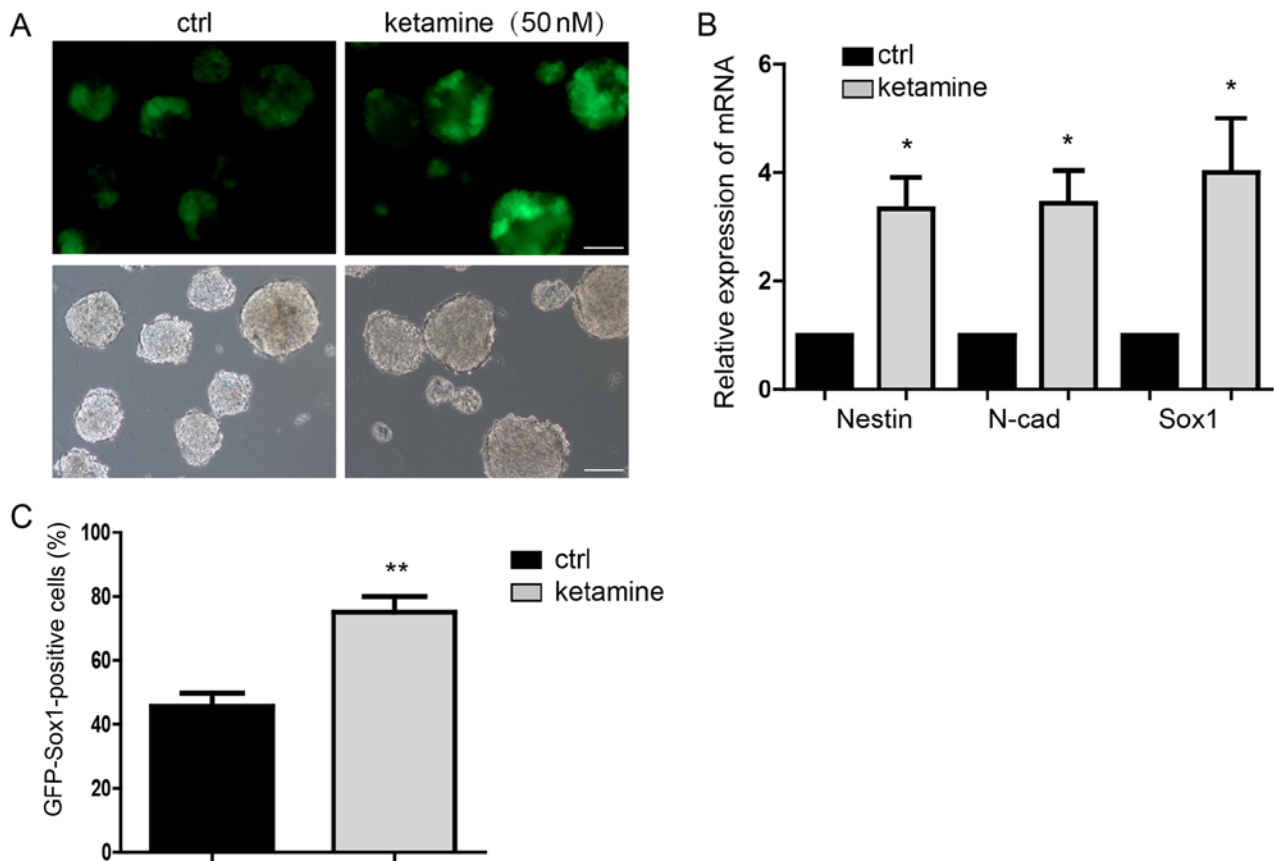 A
ctrl
ketamine (50 nM)
B
ctrl
ketamine
Relative expression of mRNA
6
4
2
0
*
*
*
Nestin
N-cad
Sox1
C
GFP-Sox1-positive cells (%)
100
80
60
40
20
0
**
ctrl
ketamine